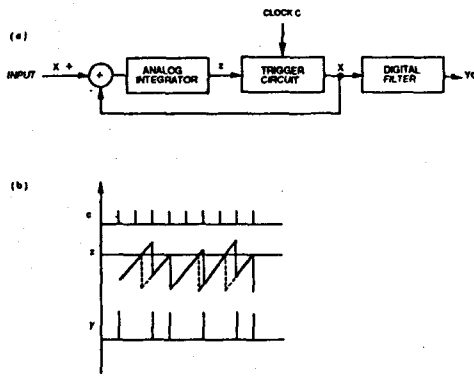 CLOCK C
(a)
X +
INPUT
+
ANALOG
INTEGRATOR
z
TRIGGER
CIRCUIT
X
DIGITAL
FILTER
(b)
c
z
y